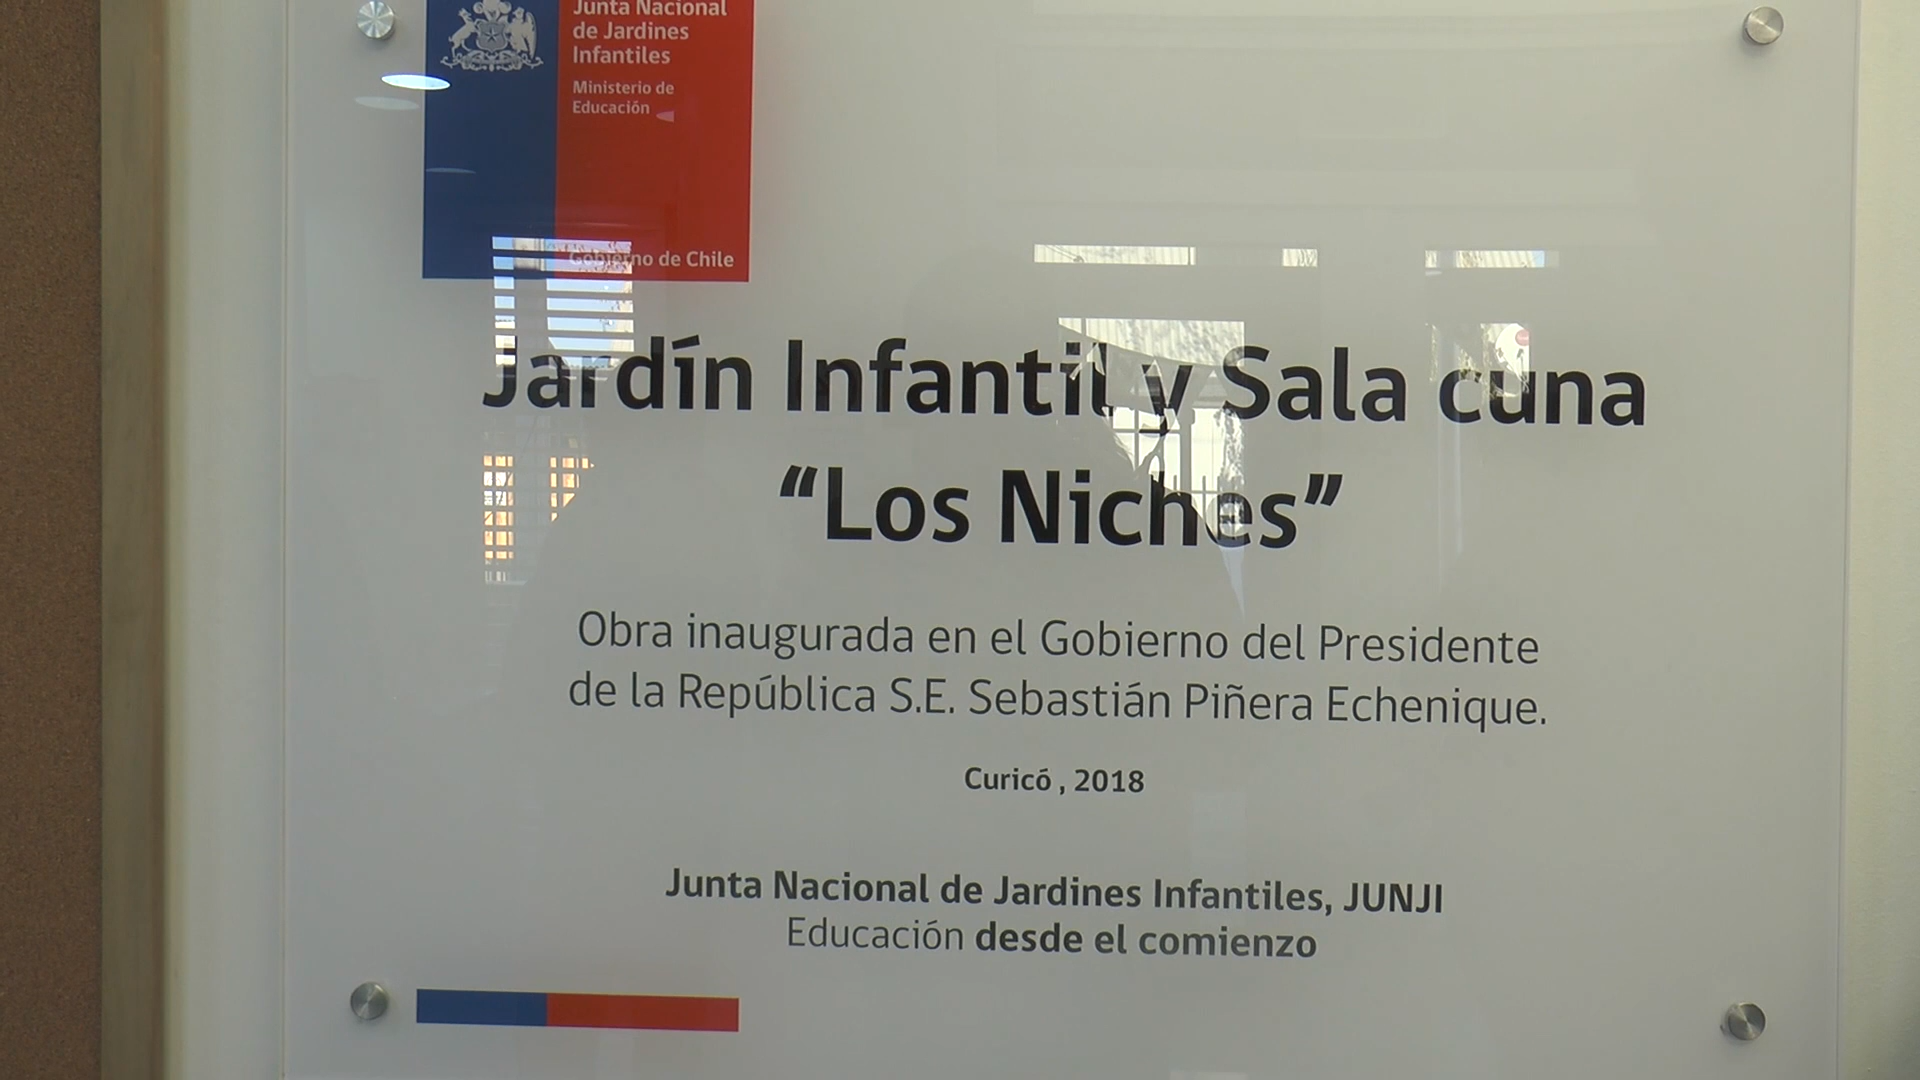 Junta Nacional
de Jardines
Infantiles
Ministerio de
Educación
Gobierno de Chile
Jardín Infantil y Sala cuna
“Los Niches”
Obra inaugurada en el Gobierno del Presidente
de la República S.E. Sebastián Piñera Echenique.
Curicó , 2018
Junta Nacional de Jardines Infantiles, JUNJI
Educación desde el comienzo